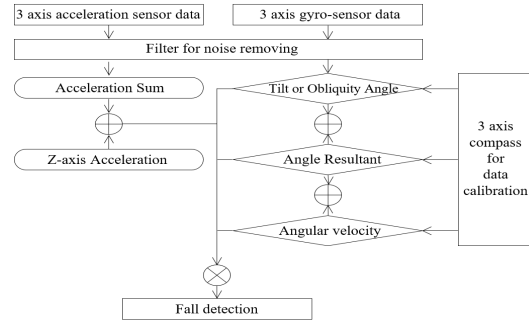 3 axis acceleration sensor data
3 axis gyro-sensor data
Filter for noise removing
Acceleration Sum
Tilt or Obliquity Angle
Z-axis Acceleration
Angle Resultant
Angular velocity
3 axis
compass
for
data
calibration
Fall detection